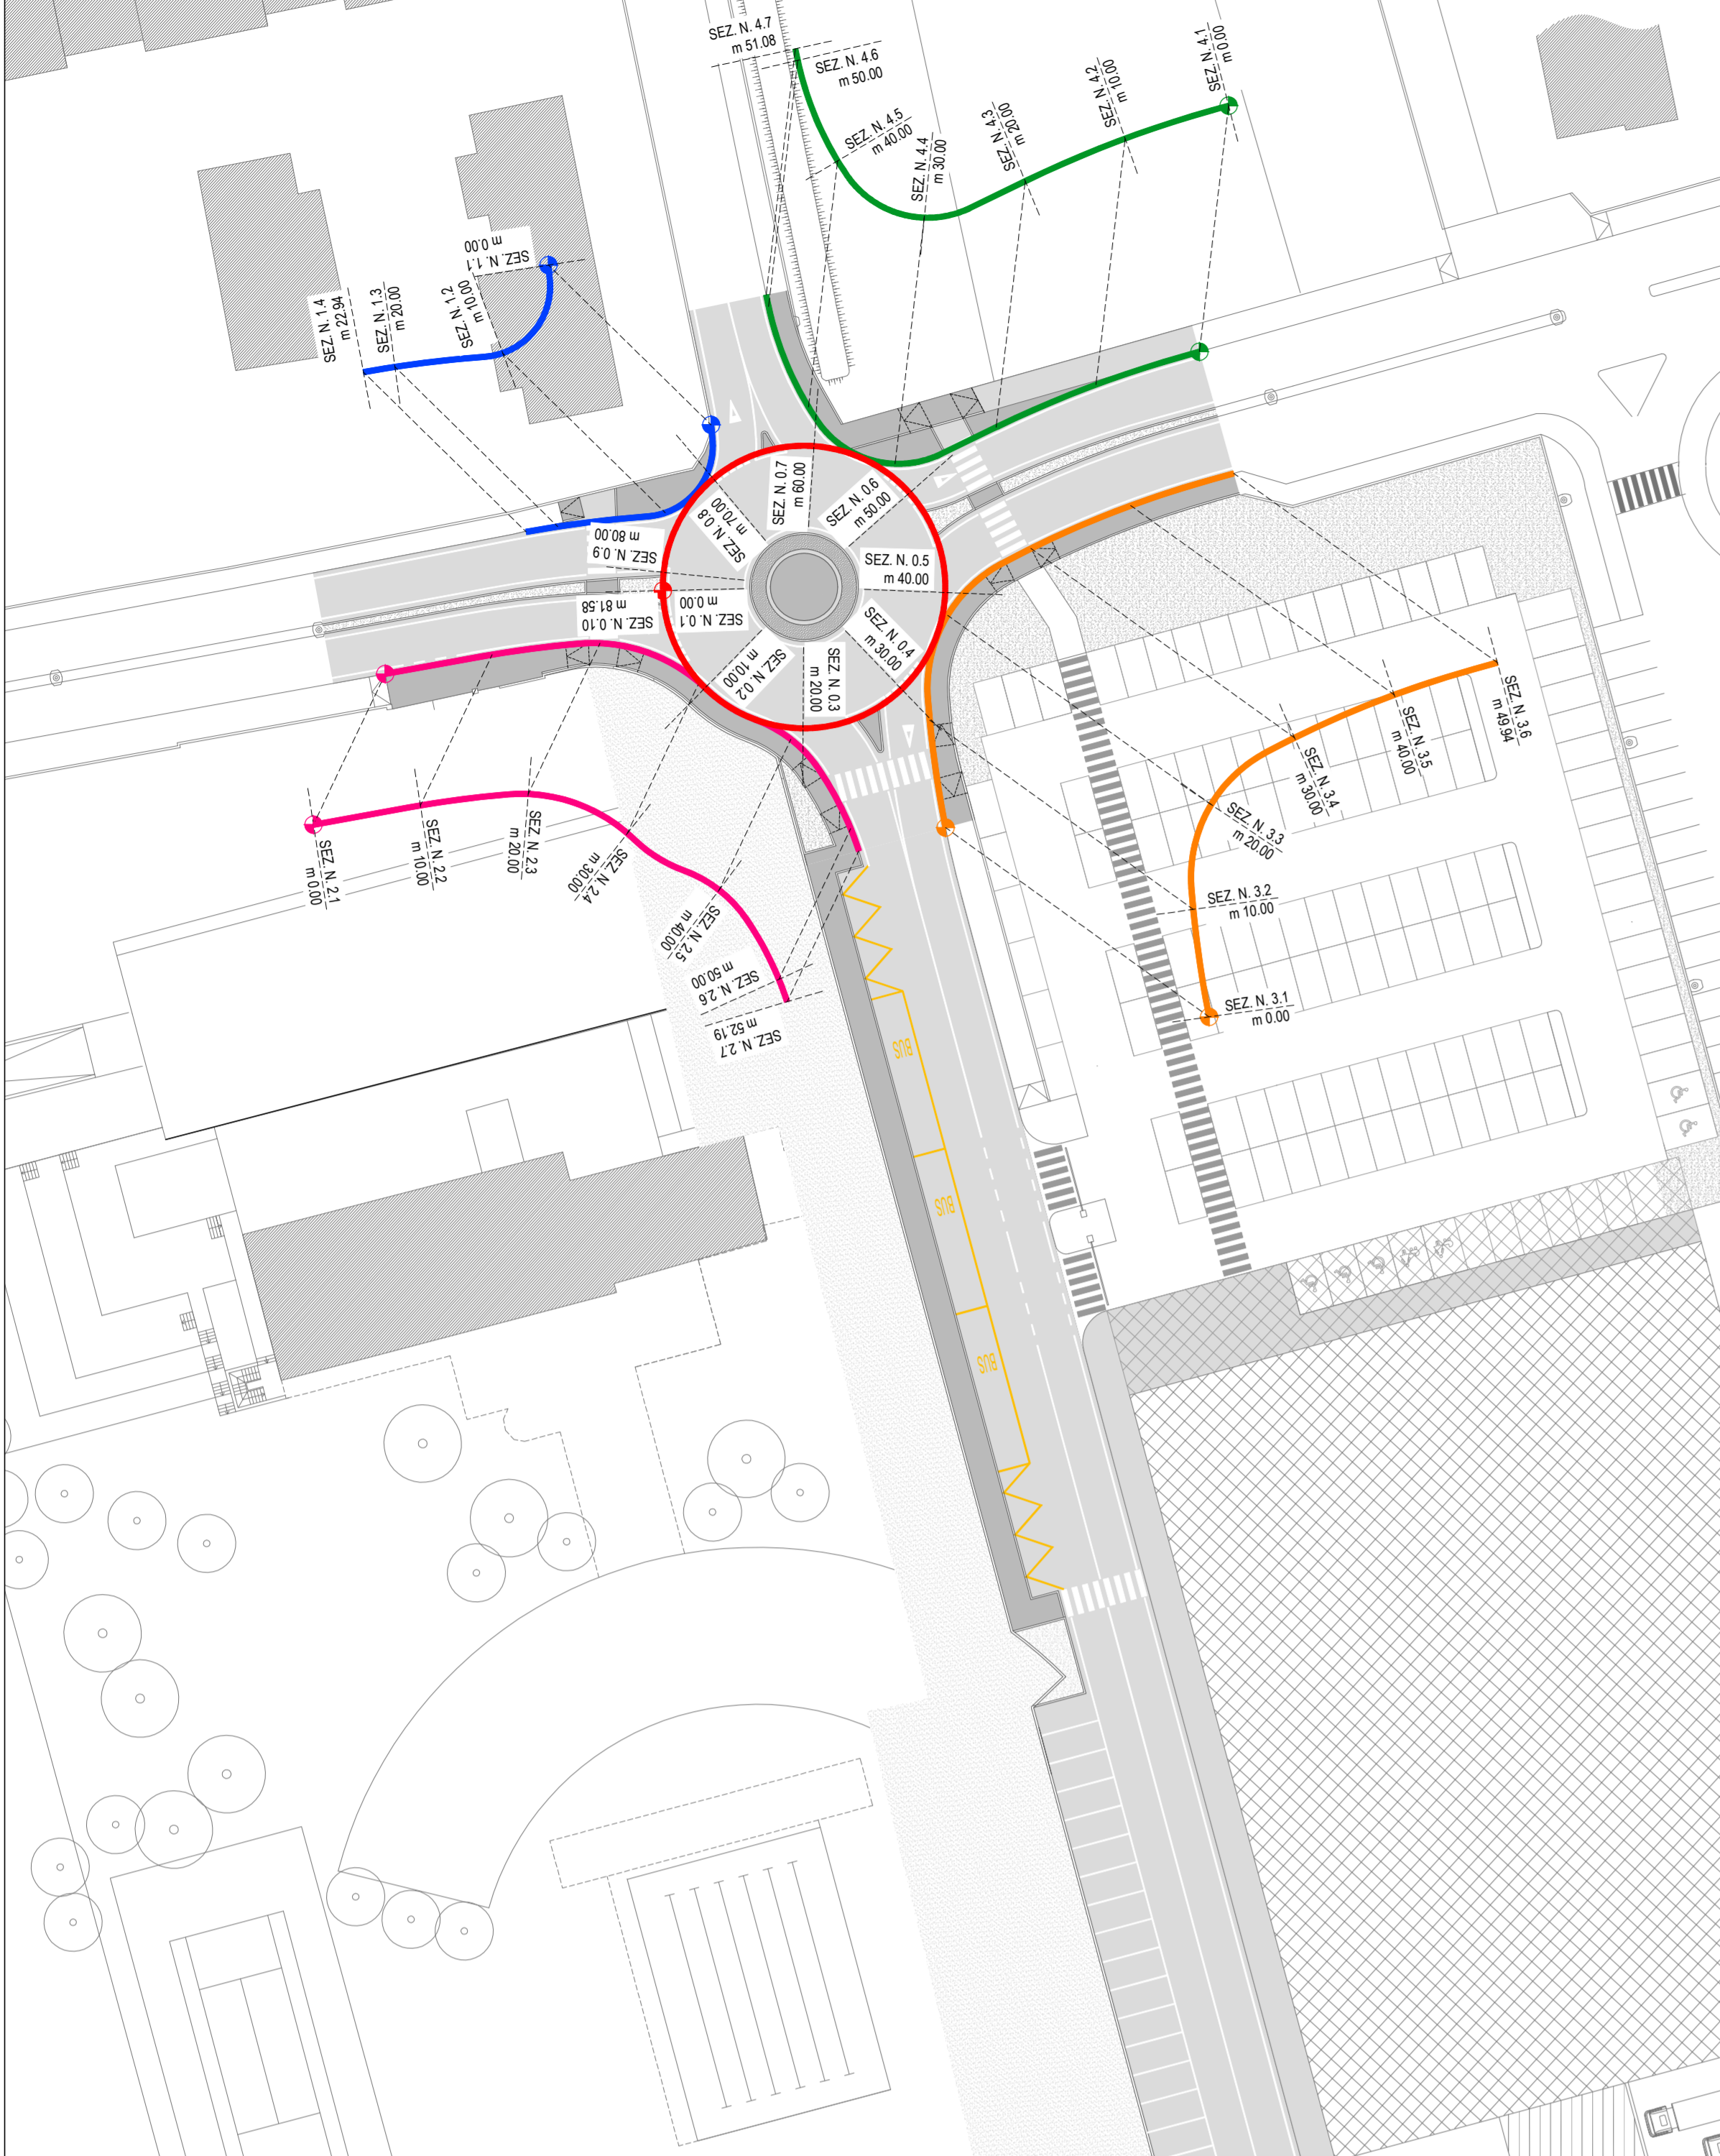 SEZ. N. 4.7
m 51.08
SEZ. N. 4.6
m 50.00
SEZ. N. 4.5
m 40.00
SEZ. N. 4.4
m 30.00
SEZ. N. 4.3
m 20.00
SEZ. N. 4.2
m 10.00
SEZ. N. 4.1
m 0.00
SEZ. N. 1.1
m 0.00
SEZ. N. 1.2
m 10.00
SEZ. N. 1.3
m 20.00
SEZ. N. 1.4
m 22.94
SEZ. N. 0.7
m 60.00
SEZ. N. 0.6
m 50.00
SEZ. N. 0.8
m 70.00
SEZ. N. 0.9
m 80.00
SEZ. N. 0.5
m 40.00
SEZ. N. 0.10
m 81.58
SEZ. N. 0.1
m 0.00
SEZ. N. 0.2
m 10.00
SEZ. N. 0.3
m 20.00
SEZ. N. 0.4
m 30.00
SEZ. N. 2.1
m 0.00
SEZ. N. 2.2
m 10.00
SEZ. N. 2.3
m 20.00
SEZ. N. 2.4
m 30.00
SEZ. N. 2.5
m 40.00
SEZ. N. 2.6
m 50.00
SEZ. N. 2.7
m 52.19
SEZ. N. 3.6
m 49.94
SEZ. N. 3.5
m 40.00
SEZ. N. 3.4
m 30.00
SEZ. N. 3.3
m 20.00
SEZ. N. 3.2
m 10.00
SEZ. N. 3.1
m 0.00
BUS
BUS
BUS